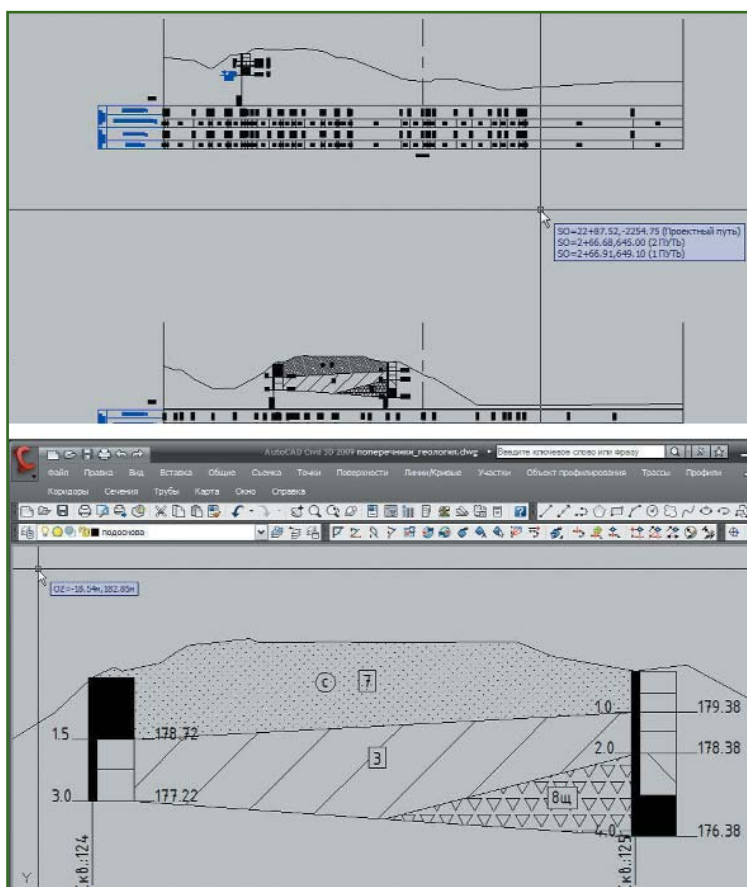 SO=22+87.52,-2254.75 (Проектный путь)
SO=2+66.68,645.00 (2 ПУТЬ)
SO=2+66.91,649.10 (1 ПУТЬ)
AutoCAD Civil 3D 2009 поперечники_геология.dwg
Введите ключевое слово или фразу
Файл Правка Вид Вставка Общие Съемка Точки Поверхности Линии/Кривые Участки Объект профилирования Трассы Профили
Коридоры Сечения Трубы Карта Окно Справка
подоснова
OZ=-18.54м,182.85м
с 7
1.0 179.38
1.5 178.72
2.0 178.38
3
3.0 177.22
8щ
4.0 176.38
кв.:124
кв.:125
Y